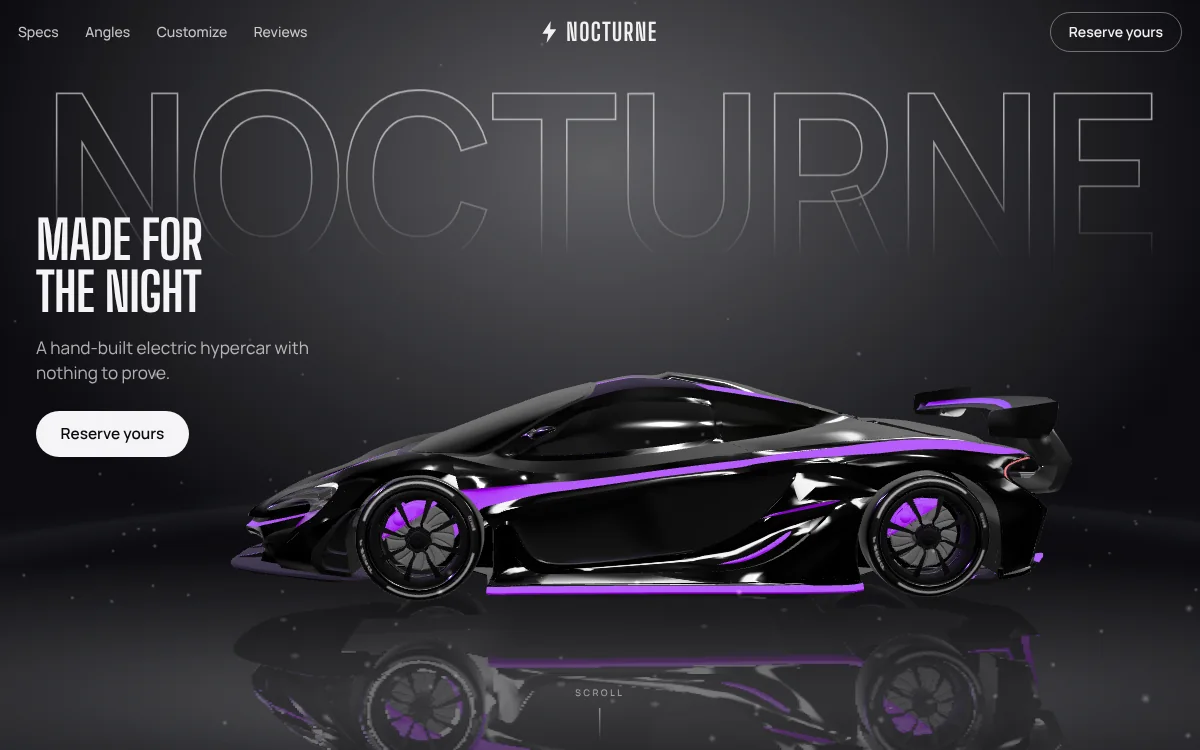 Specs
Angles
Customize
Reviews
NOCTURNE
Reserve yours
NOCTURNE
MADE FOR
THE NIGHT
A hand-built electric hypercar with
nothing to prove.
Reserve yours
SCROLL